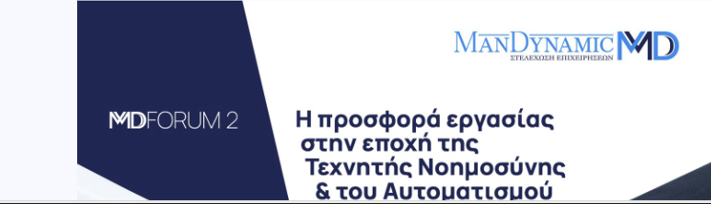 MANDYNAMIC MD
ΣΤΕΛΕΧΩΣΗ ΕΠΙΧΕΙΡΗΣΕΩΝ
MDFORUM 2
Η προσφορά εργασίας
στην εποχή της
Τεχνητής Νοημοσύνης
& του Αυτοματισμού